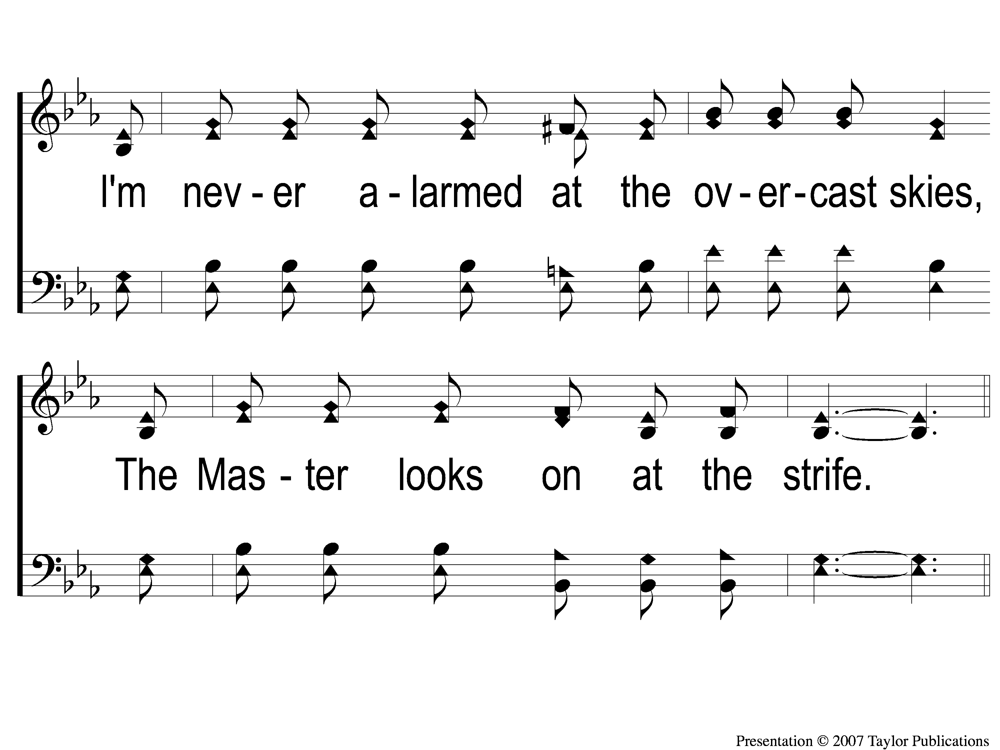 I'm nev - er a - larmed at the ov - er - cast skies,
The Mas - ter looks on at the strife.
Presentation © 2007 Taylor Publications